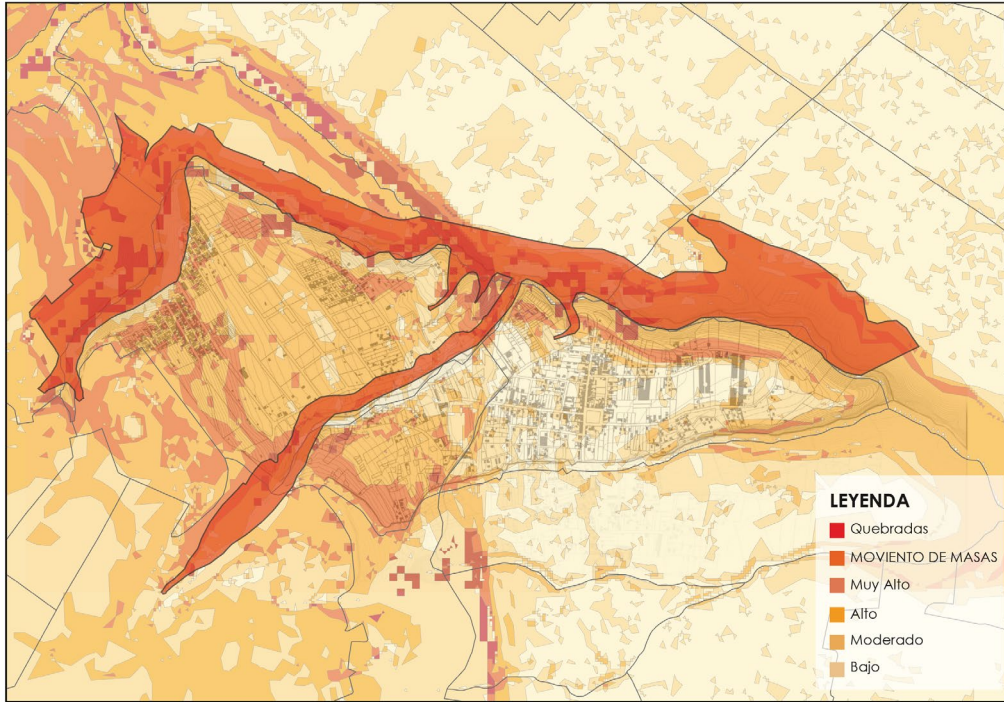 LEYENDA
Quebradas
MOVIENTO DE MASAS
Muy Alto
Alto
Moderado
Bajo